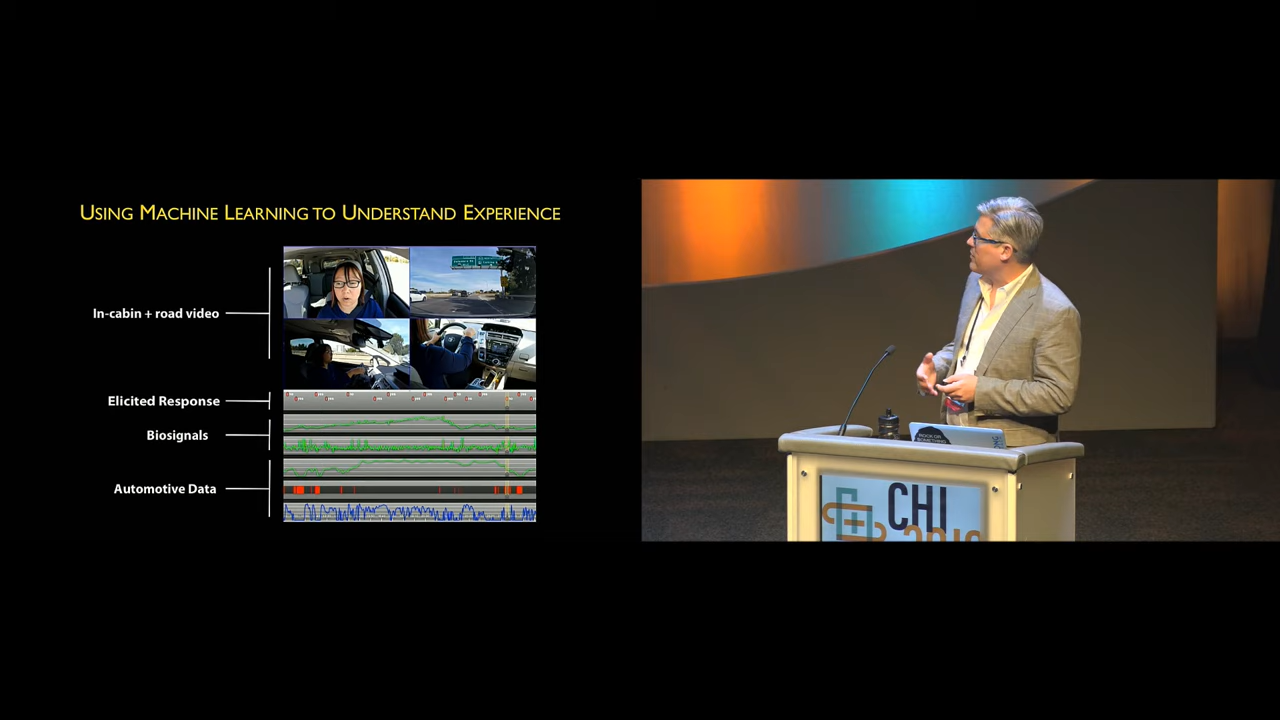 USING MACHINE LEARNING TO UNDERSTAND EXPERIENCE
In-cabin + road video
Elicited Response
Biosignals
Automotive Data
CHI